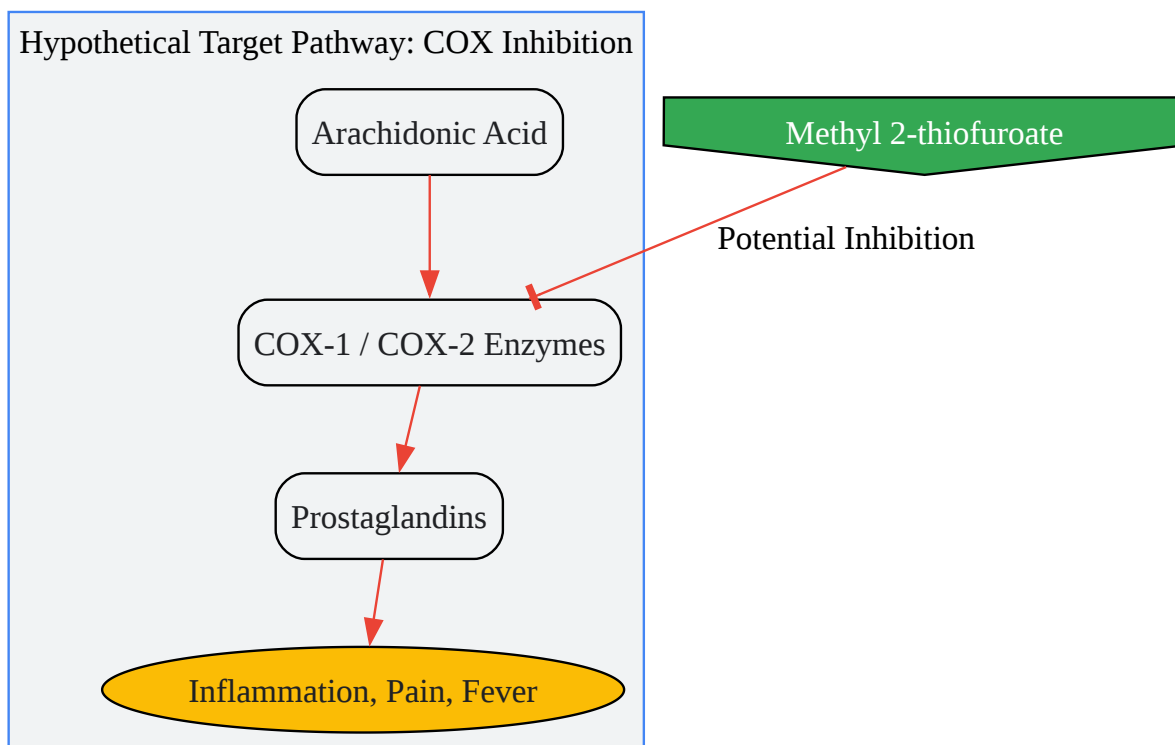 Hypothetical Target Pathway: COX Inhibition
Arachidonic Acid
Methyl 2-thiofuroate
Potential Inhibition
COX-1 / COX-2 Enzymes
Prostaglandins
Inflammation, Pain, Fever